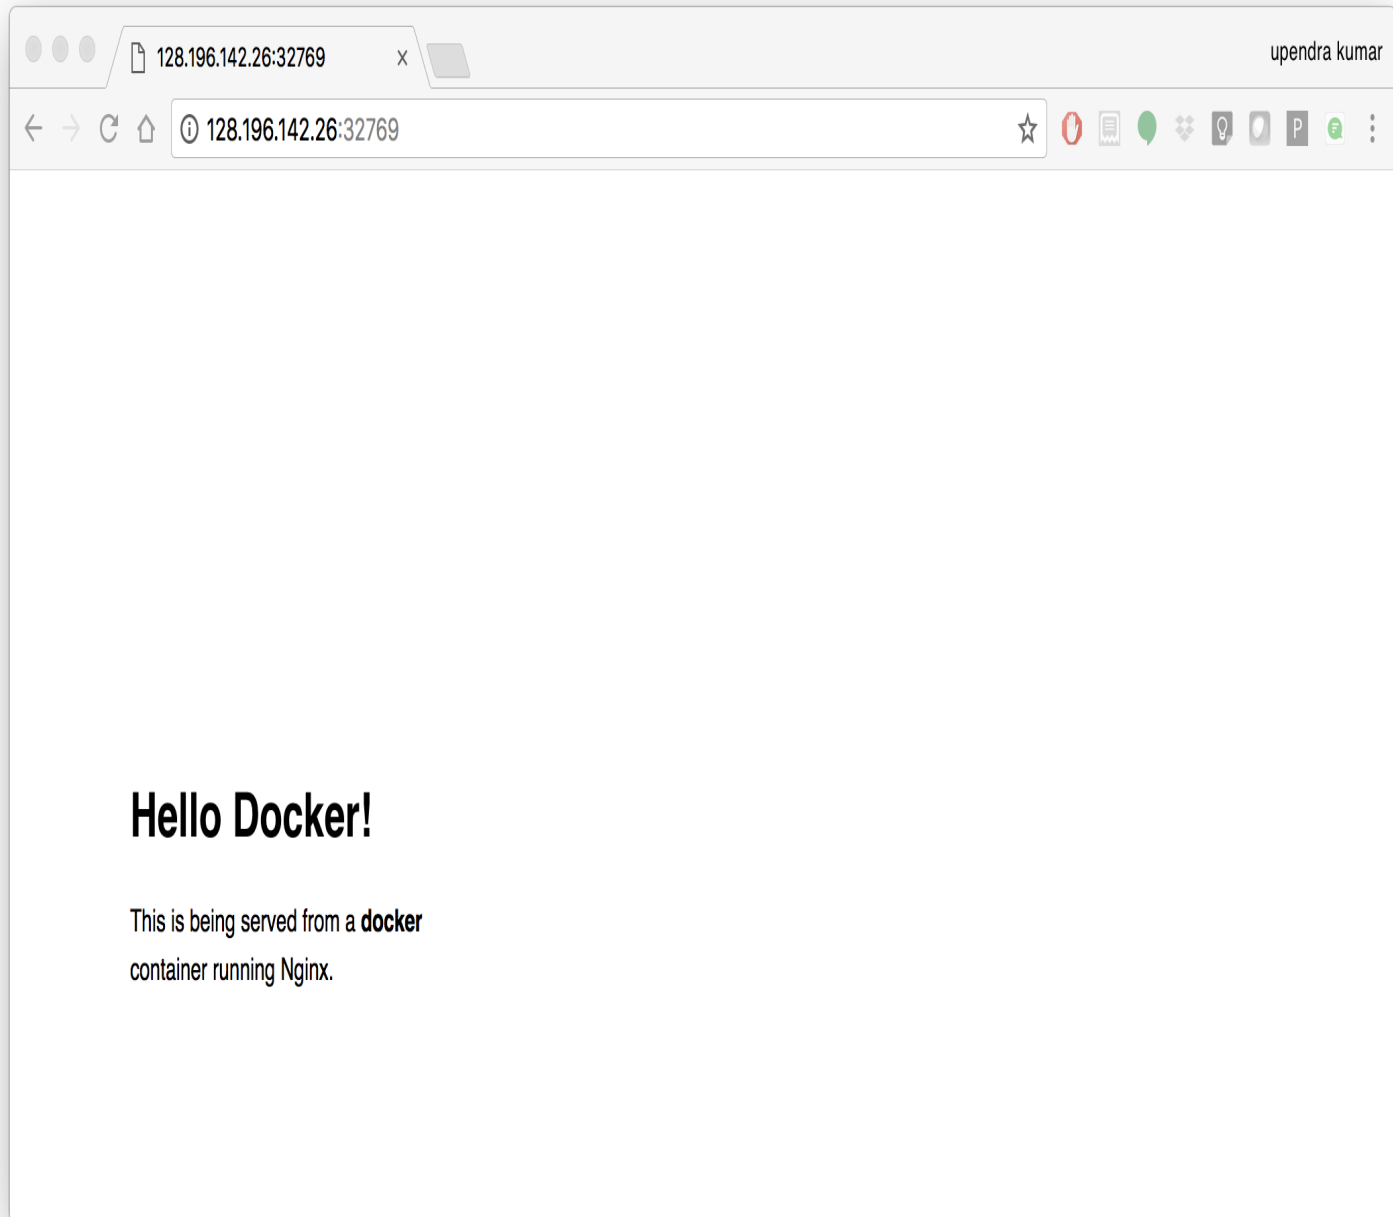 128.196.142.26:32769
upendra kumar
128.196.142.26:32769
P
Hello Docker!
This is being served from a docker
container running Nginx.